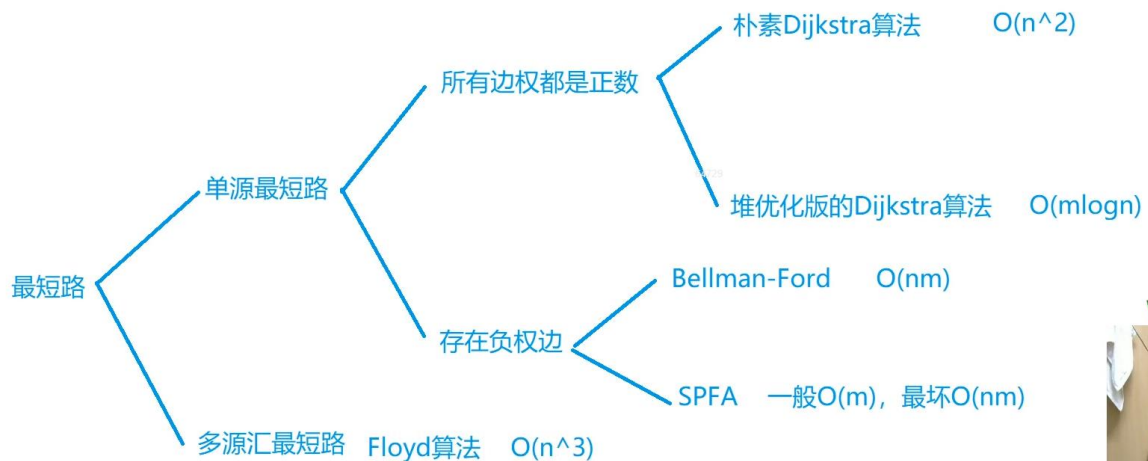 朴素Dijkstra算法 O(n^2)
所有边权都是正数
单源最短路
堆优化版的Dijkstra算法 O(mlogn)
最短路
Bellman-Ford O(nm)
存在负权边
SPFA 一般O(m)，最坏O(nm)
多源汇最短路 Floyd算法 O(n^3)